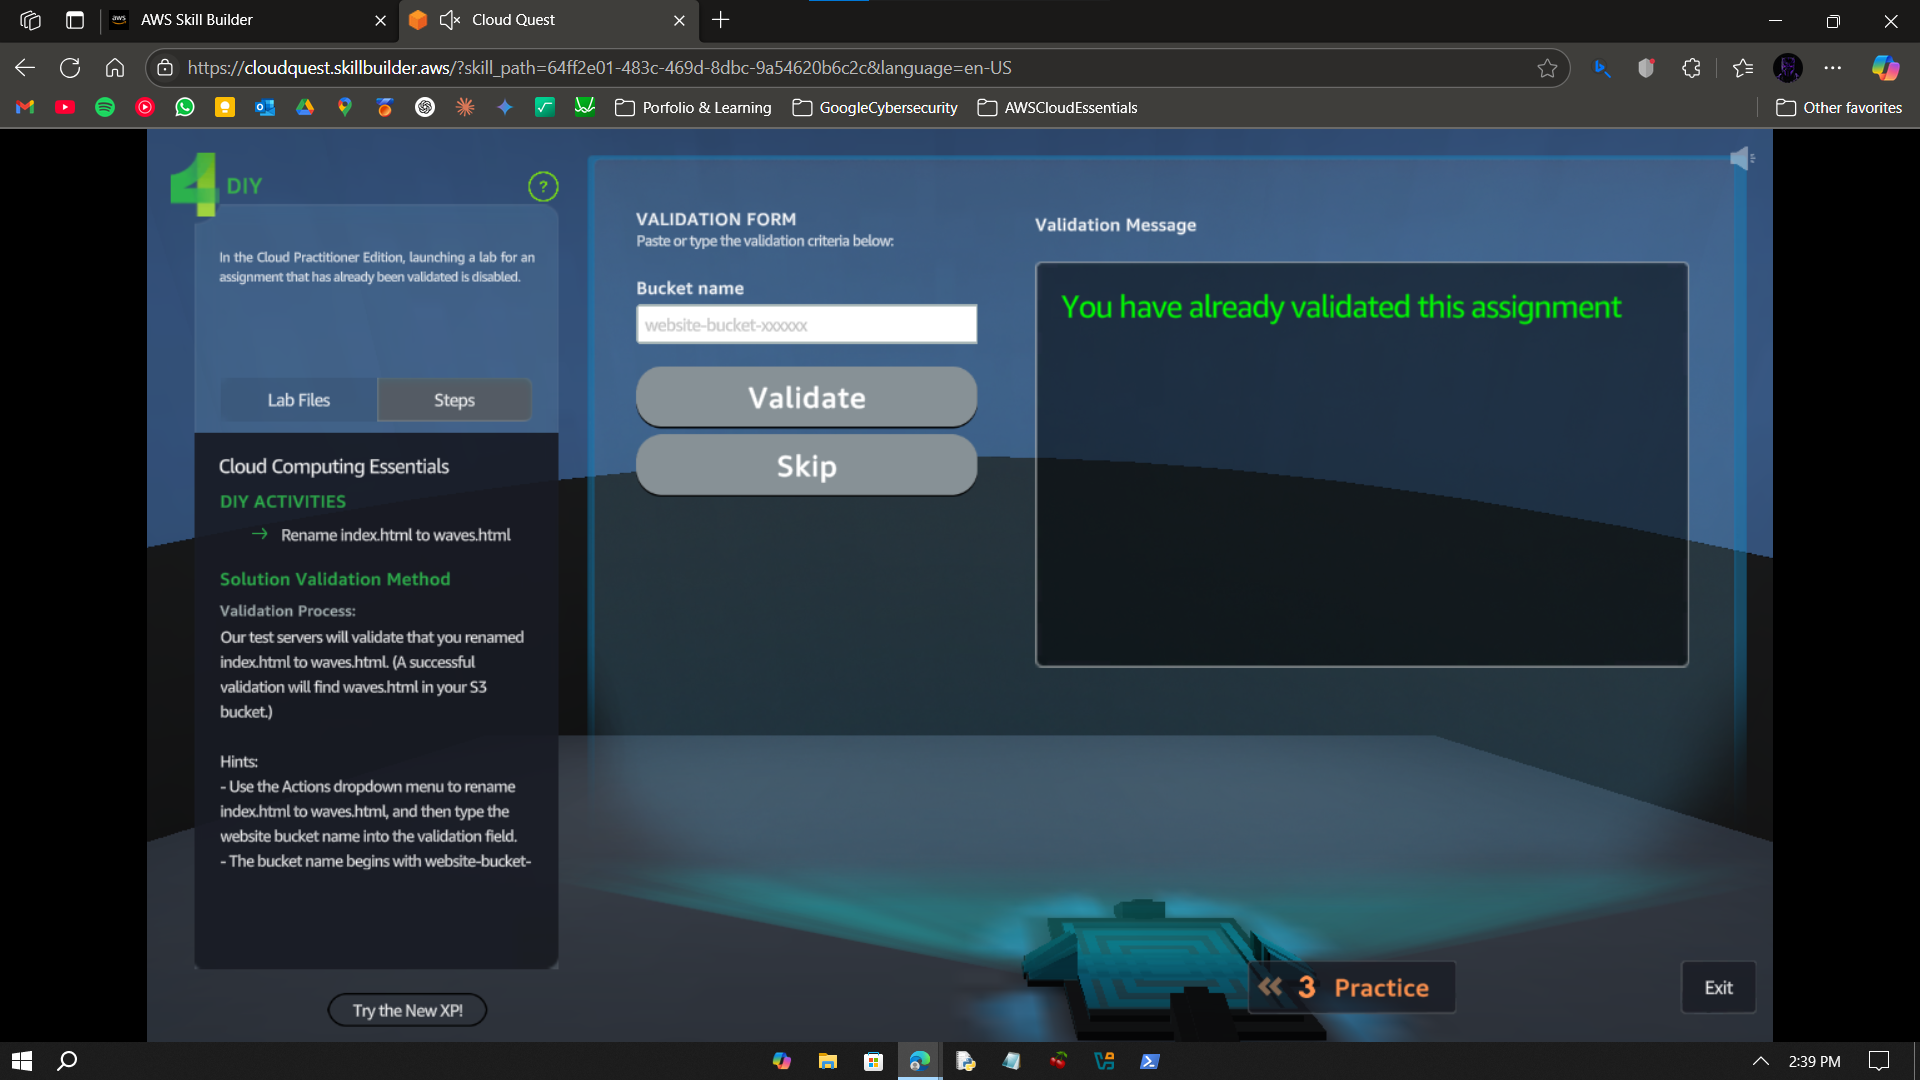 AWS Skill Builder
Cloud Quest
https://cloudquest.skillbuilder.aws/?skill_path=64ff2e01-483c-469d-8dbc-9a54620b6c2c&language=en-US
Porfolio & Learning
GoogleCybersecurity
AWSCloudEssentials
Other favorites
4 DIY
?
In the Cloud Practitioner Edition, launching a lab for an
assignment that has already been validated is disabled.
Lab Files
Steps
Cloud Computing Essentials
DIY ACTIVITIES
→ Rename index.html to waves.html
Solution Validation Method
Validation Process:
Our test servers will validate that you renamed
index.html to waves.html. (A successful
validation will find waves.html in your S3
bucket.)
Hints:
- Use the Actions dropdown menu to rename
index.html to waves.html, and then type the
website bucket name into the validation field.
- The bucket name begins with website-bucket-
Try the New XP!
VALIDATION FORM
Paste or type the validation criteria below:
Bucket name
website-bucket-xxxxxx
Validate
Skip
Validation Message
You have already validated this assignment
3 Practice
Exit
2:39 PM